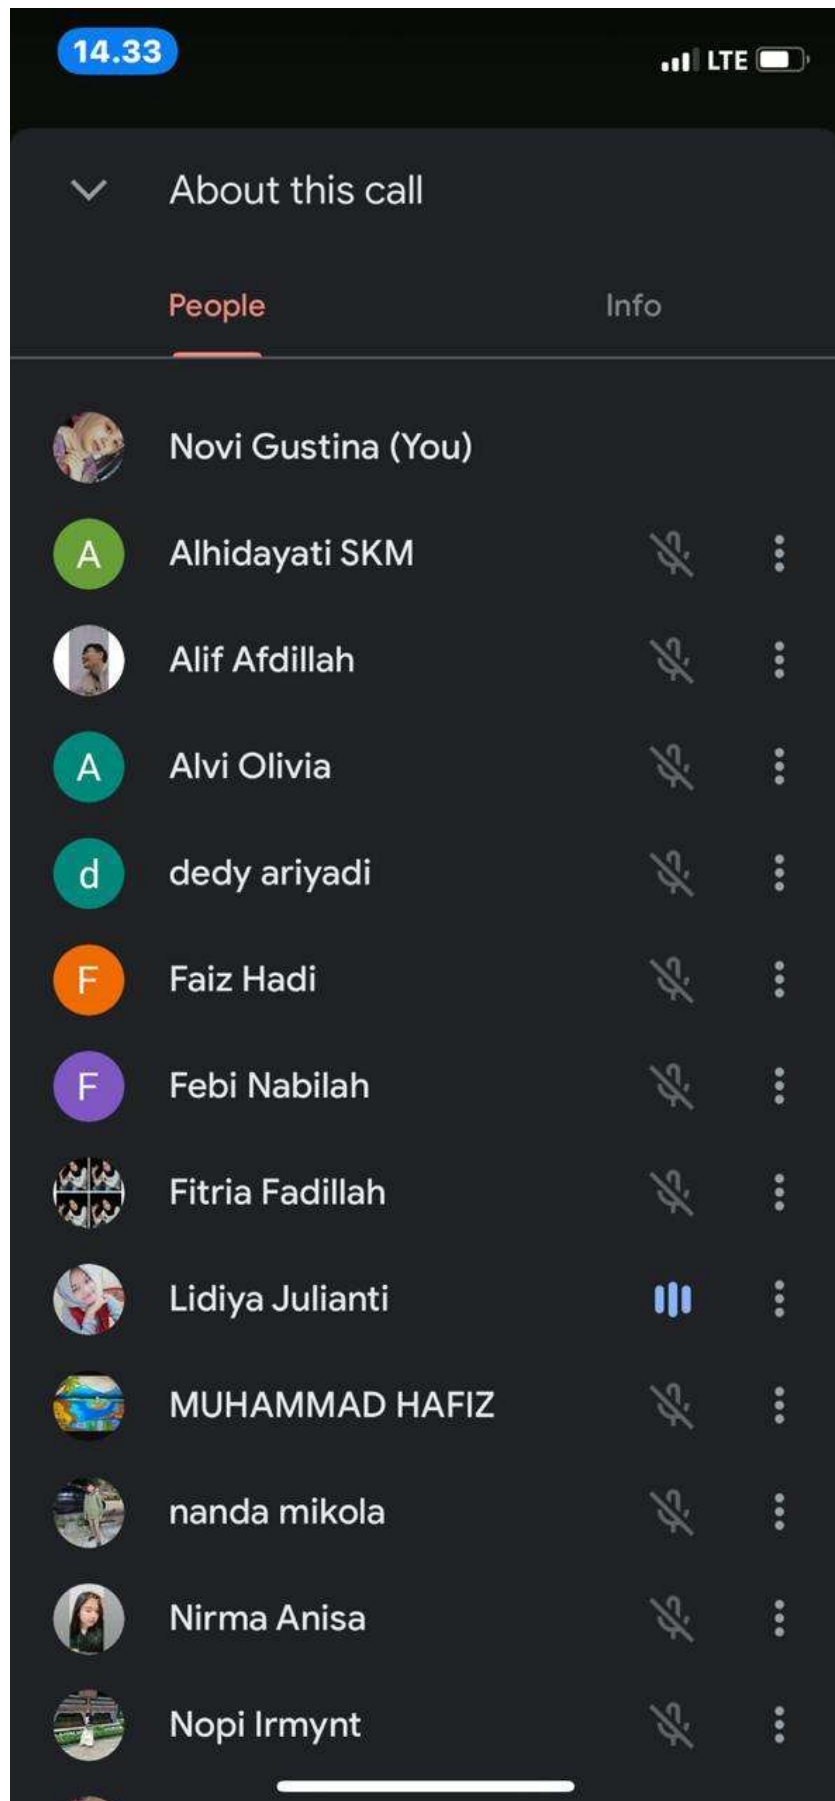 14.33
LTE
About this call
People Info
Novi Gustina (You)
A Alhidayati SKM
Alif Afdillah
A Alvi Olivia
d dedy ariyadi
F Faiz Hadi
F Febi Nabilah
Fitria Fadillah
Lidiya Julianti
MUHAMMAD HAFIZ
nanda mikola
Nirma Anisa
Nopi Irmynt